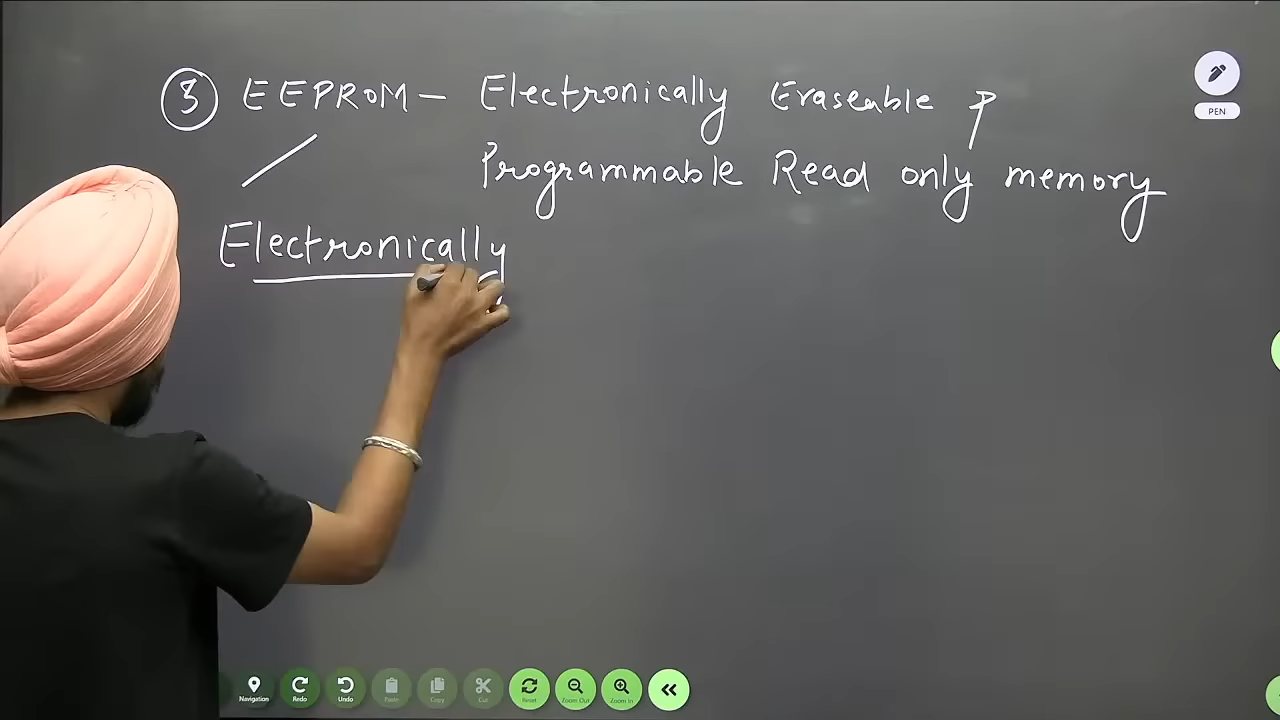 3 EEPROM - Electronically Eraseable P
Programmable Read only memory
Electronically
PEN
Navigation Redo Undo Paste Copy Cut Reset Zoom Out Zoom In